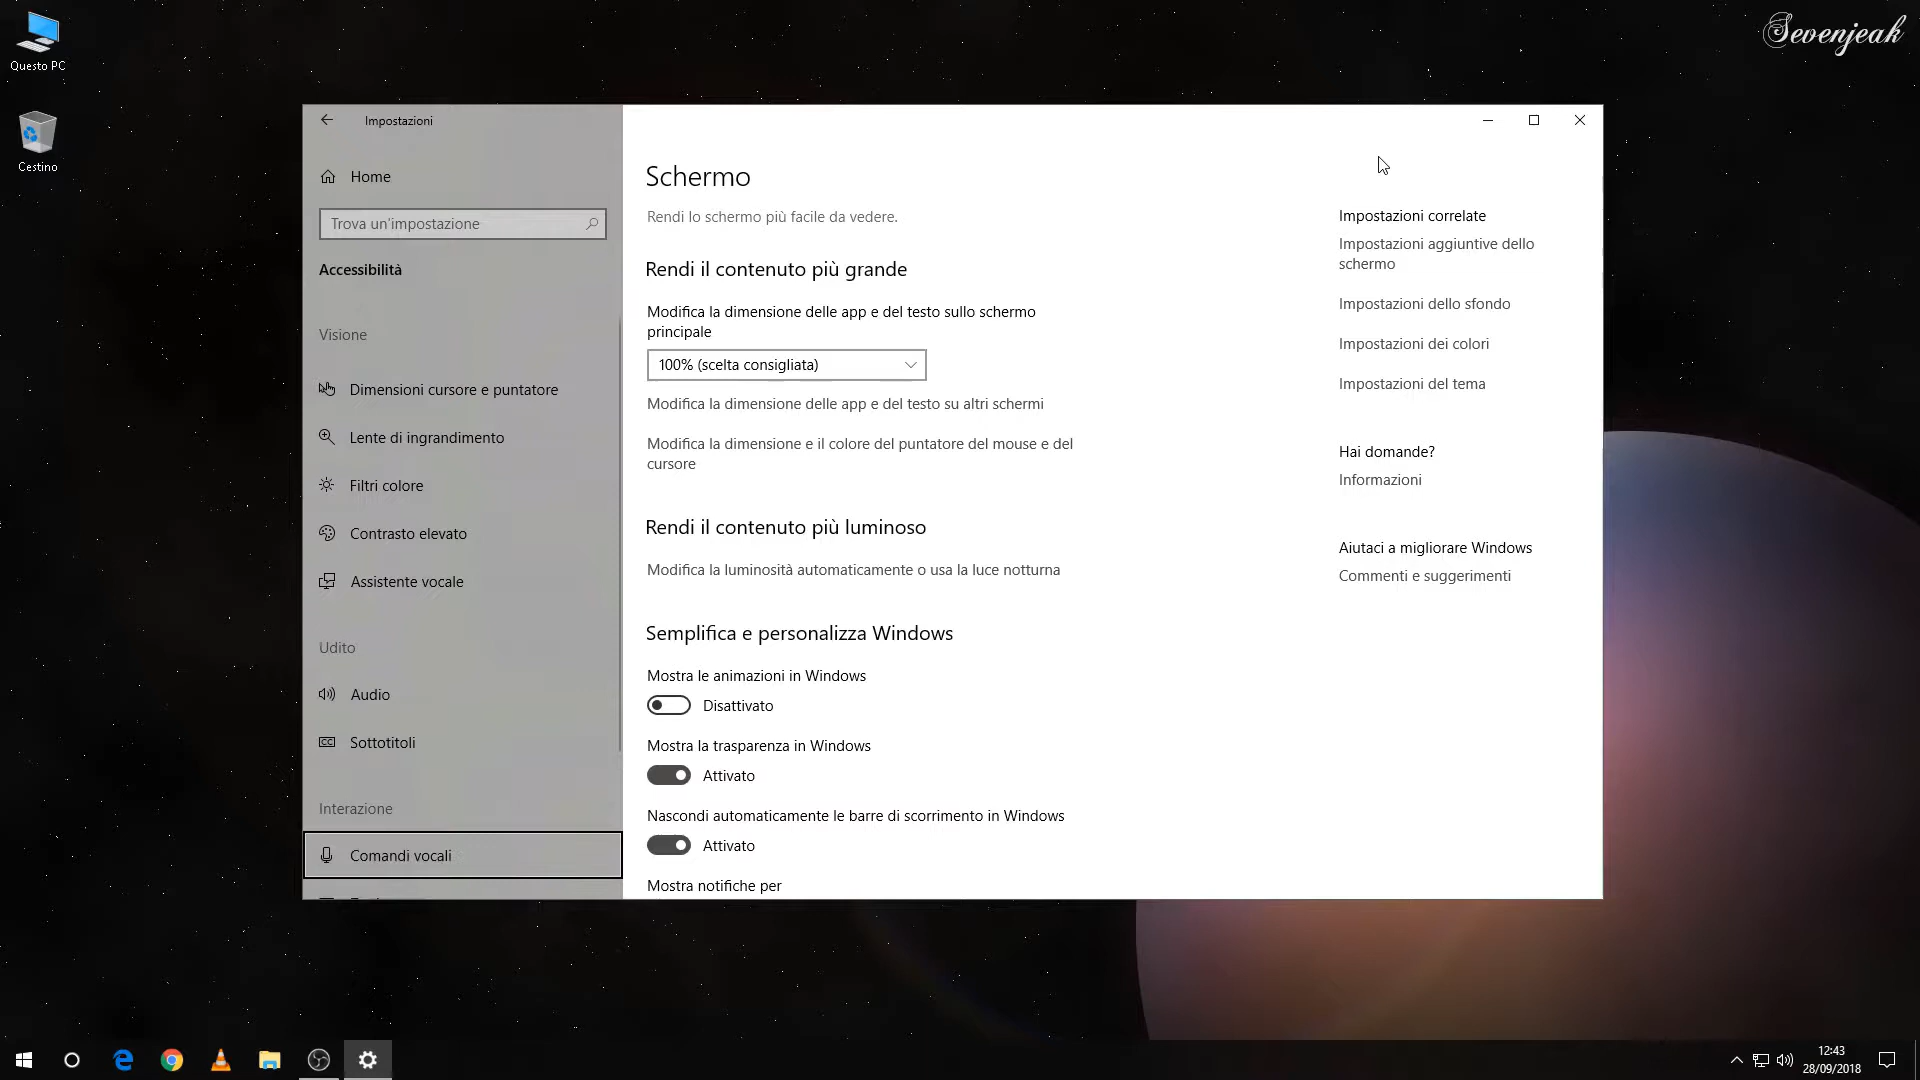 Sevenjeak
Questo PC
Cestino
Impostazioni
Home
Trova un'impostazione
Accessibilità
Visione
Dimensioni cursore e puntatore
Lente di ingrandimento
Filtri colore
Contrasto elevato
Assistente vocale
Udito
Audio
Sottotitoli
Interazione
Comandi vocali
Schermo
Rendi lo schermo più facile da vedere.
Rendi il contenuto più grande
Modifica la dimensione delle app e del testo sullo schermo
principale
100% (scelta consigliata)
Modifica la dimensione delle app e del testo su altri schermi
Modifica la dimensione e il colore del puntatore del mouse e del
cursore
Rendi il contenuto più luminoso
Modifica la luminosità automaticamente o usa la luce notturna
Semplifica e personalizza Windows
Mostra le animazioni in Windows
Disattivato
Mostra la trasparenza in Windows
Attivato
Nascondi automaticamente le barre di scorrimento in Windows
Attivato
Mostra notifiche per
Impostazioni correlate
Impostazioni aggiuntive dello
schermo
Impostazioni dello sfondo
Impostazioni dei colori
Impostazioni del tema
Hai domande?
Informazioni
Aiutaci a migliorare Windows
Commenti e suggerimenti
12:43
28/09/2018